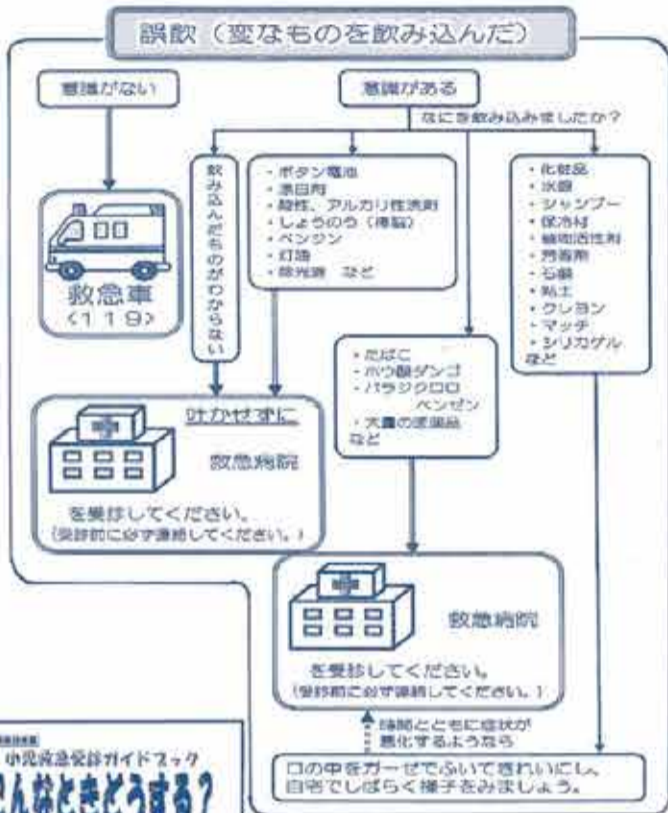 誤飲（変なものを飲み込んだ）
意識がない
意識がある
なにを飲み込みましたか？
救急車
<119>
飲み込んだものがわからない
・ボタン電池
・漂白剤
・酸性、アルカリ性洗剤
・しょうのう（樟脳）
・ベンジン
・灯油
・除光液 など
・たばこ
・ホウ酸ダンゴ
・パラジクロロ
ベンゼン
・大量の医薬品
など
・化粧品
・水銀
・シャンプー
・保冷材
・植物活性剤
・芳香剤
・石鹸
・粘土
・クレヨン
・マッチ
・シリカゲル
など
吐かせずに
救急病院
を受診してください。
（受診前に必ず連絡してください。）
救急病院
を受診してください。
（受診前に必ず連絡してください。）
時間とともに症状が
悪化するようなら
口の中をガーゼでふいてきれいにし、
自宅でしばらく様子をみましょう。
小児救急受診ガイドブック
こんなときどうする？